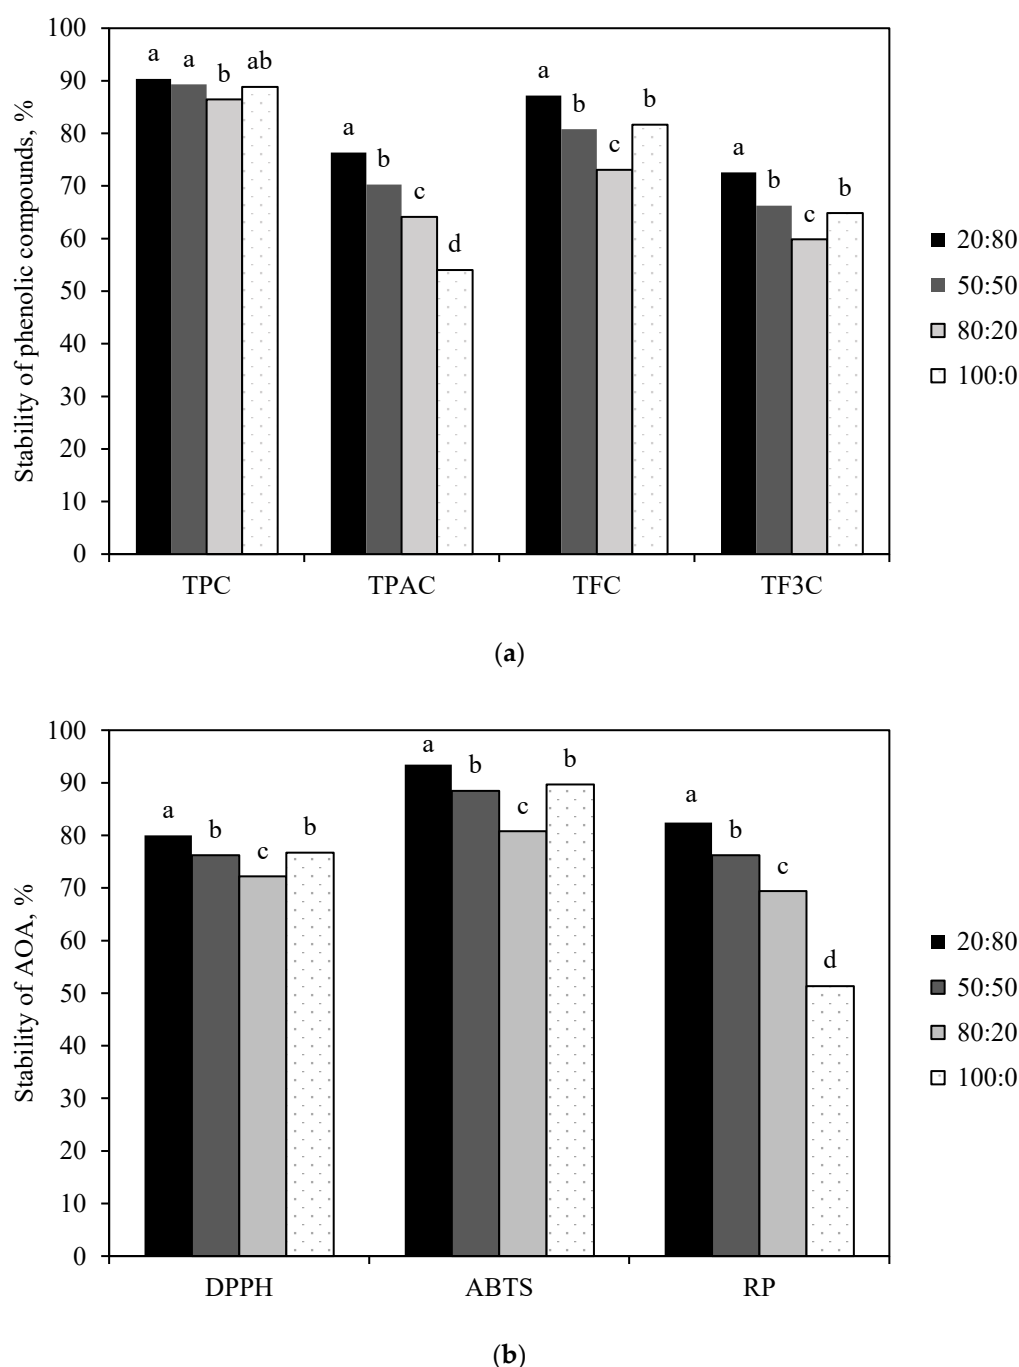 Stability of phenolic compounds, %
100
90
80
70
60
50
40
30
20
10
0
a a b ab
a b c d
a b c b
a b c b
TPC TPAC TFC TF3C
20:80
50:50
80:20
100:0
(a)
Stability of AOA, %
100
90
80
70
60
50
40
30
20
10
0
a b c b
a b c b
a b c d
DPPH ABTS RP
20:80
50:50
80:20
100:0
(b)